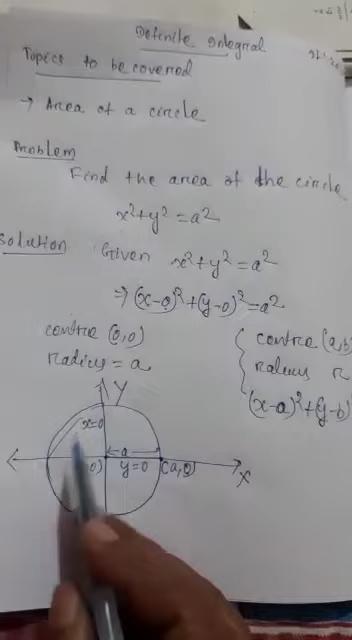 Definite Integral
Topics to be covered
→ Area of a circle
Problem
Find the area of the circle
x²+y² = a²
Solution Given x²+y² = a²
⇒ (x-0)²+(y-0)² = a²
centre (0,0)
radius = a
centre (a,b
radius r
(x-a)²+(y-b)
Y
x=0
a
0) y=0 (a,0)
X